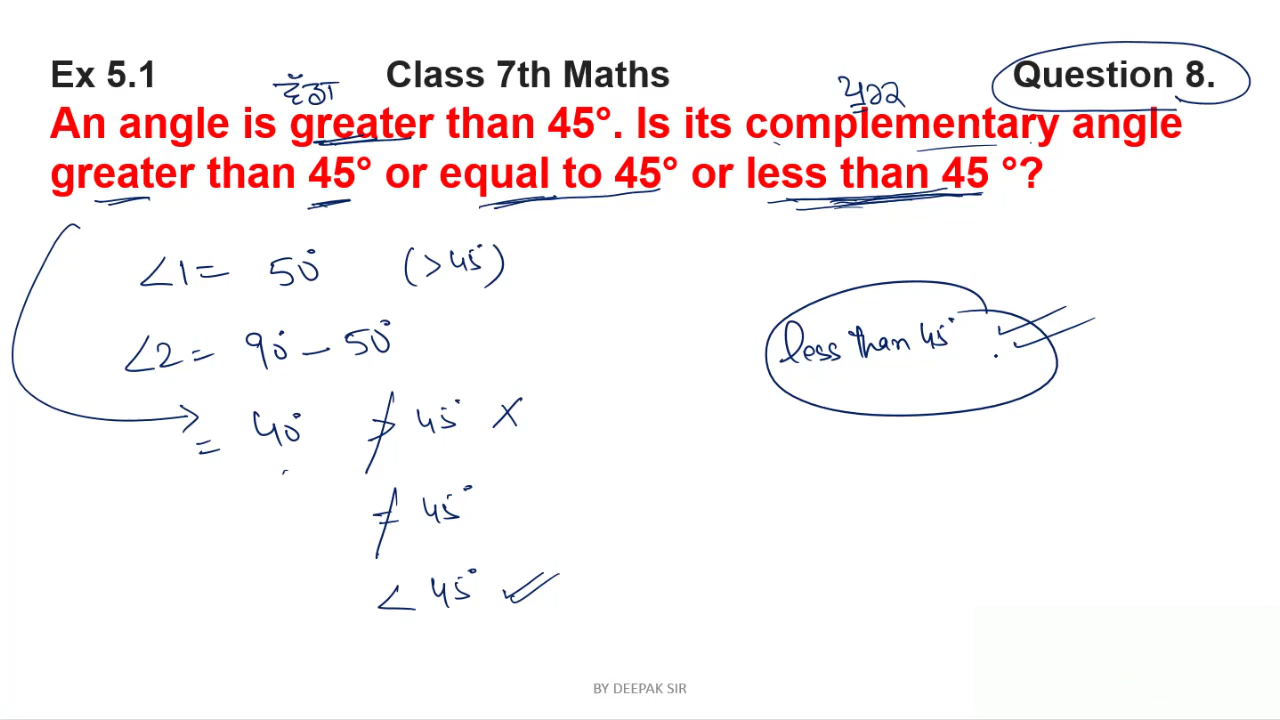 Ex 5.1 Class 7th Maths Question 8.
ਵੱਡਾ ਪੂਰਕ
An angle is greater than 45°. Is its complementary angle
greater than 45° or equal to 45° or less than 45 °?
∠1 = 50° (>45°)
∠2 = 90° - 50°
= 40° ≯ 45° ×
≠ 45°
< 45° ✓
less than 45°
BY DEEPAK SIR